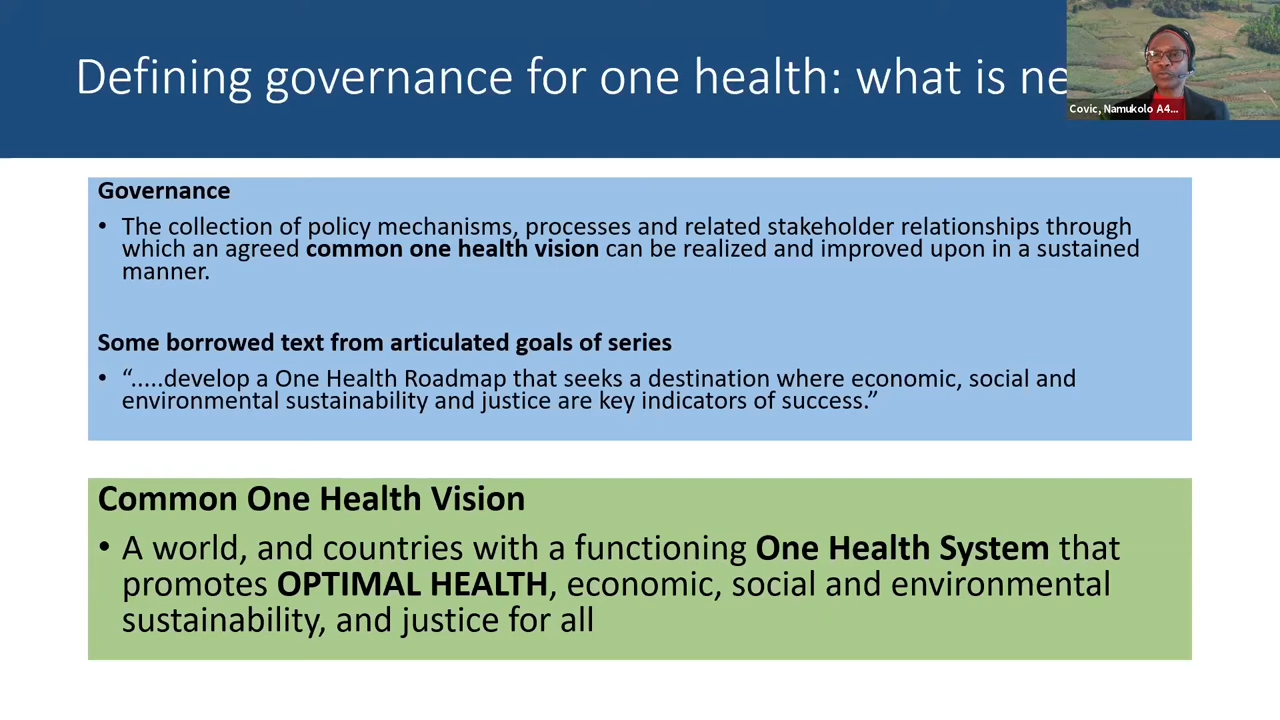 Defining governance for one health: what is
Covic, Namukolo A4...
Governance
• The collection of policy mechanisms, processes and related stakeholder relationships through
which an agreed common one health vision can be realized and improved upon in a sustained
manner.
Some borrowed text from articulated goals of series
• “.....develop a One Health Roadmap that seeks a destination where economic, social and
environmental sustainability and justice are key indicators of success.”
Common One Health Vision
• A world, and countries with a functioning One Health System that
promotes OPTIMAL HEALTH, economic, social and environmental
sustainability, and justice for all